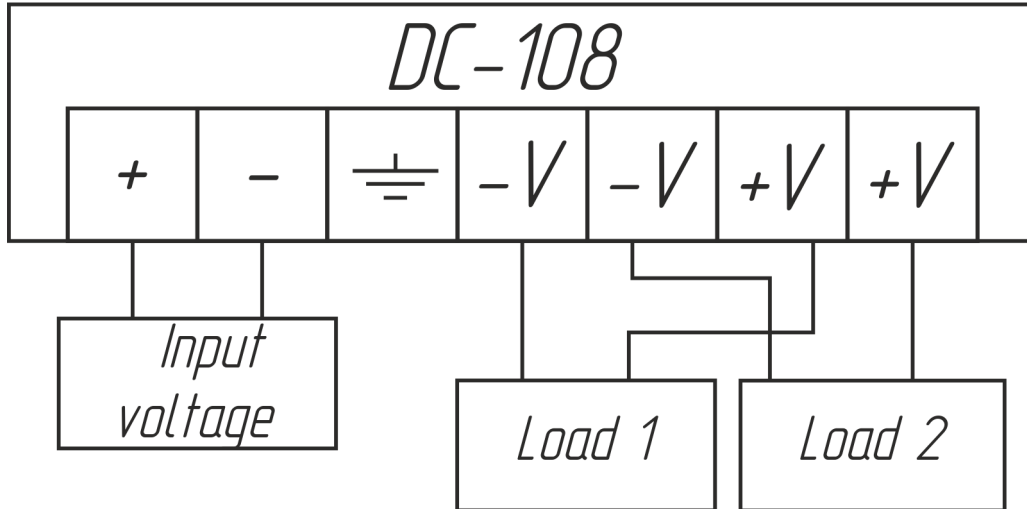 DC-108
+ - -V -V +V +V
Input
voltage
Load 1 Load 2